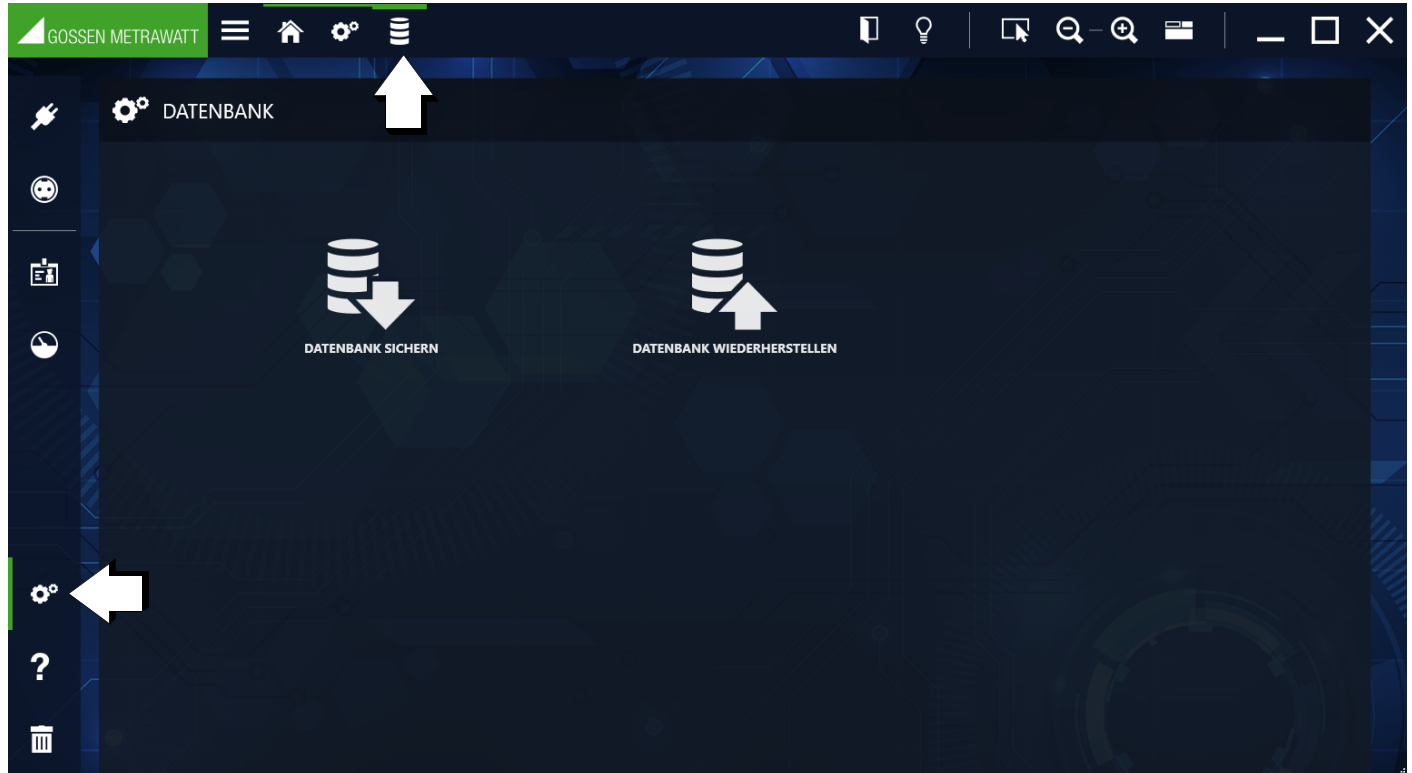 GOSSEN METRAWATT
DATENBANK
DATENBANK SICHERN
DATENBANK WIEDERHERSTELLEN
?